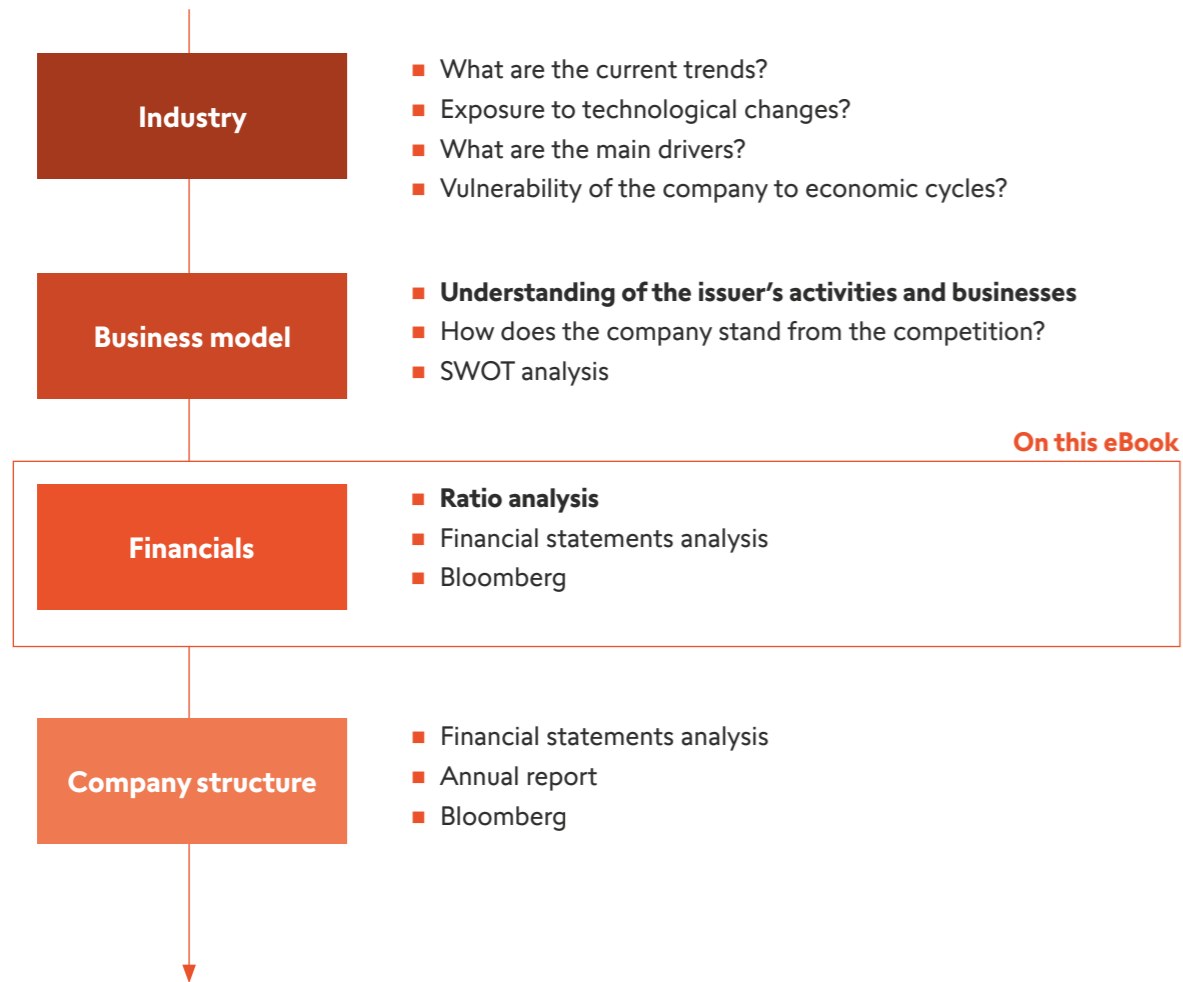 Industry
What are the current trends?
Exposure to technological changes?
What are the main drivers?
Vulnerability of the company to economic cycles?
Business model
Understanding of the issuer’s activities and businesses
How does the company stand from the competition?
SWOT analysis
On this eBook
Financials
Ratio analysis
Financial statements analysis
Bloomberg
Company structure
Financial statements analysis
Annual report
Bloomberg